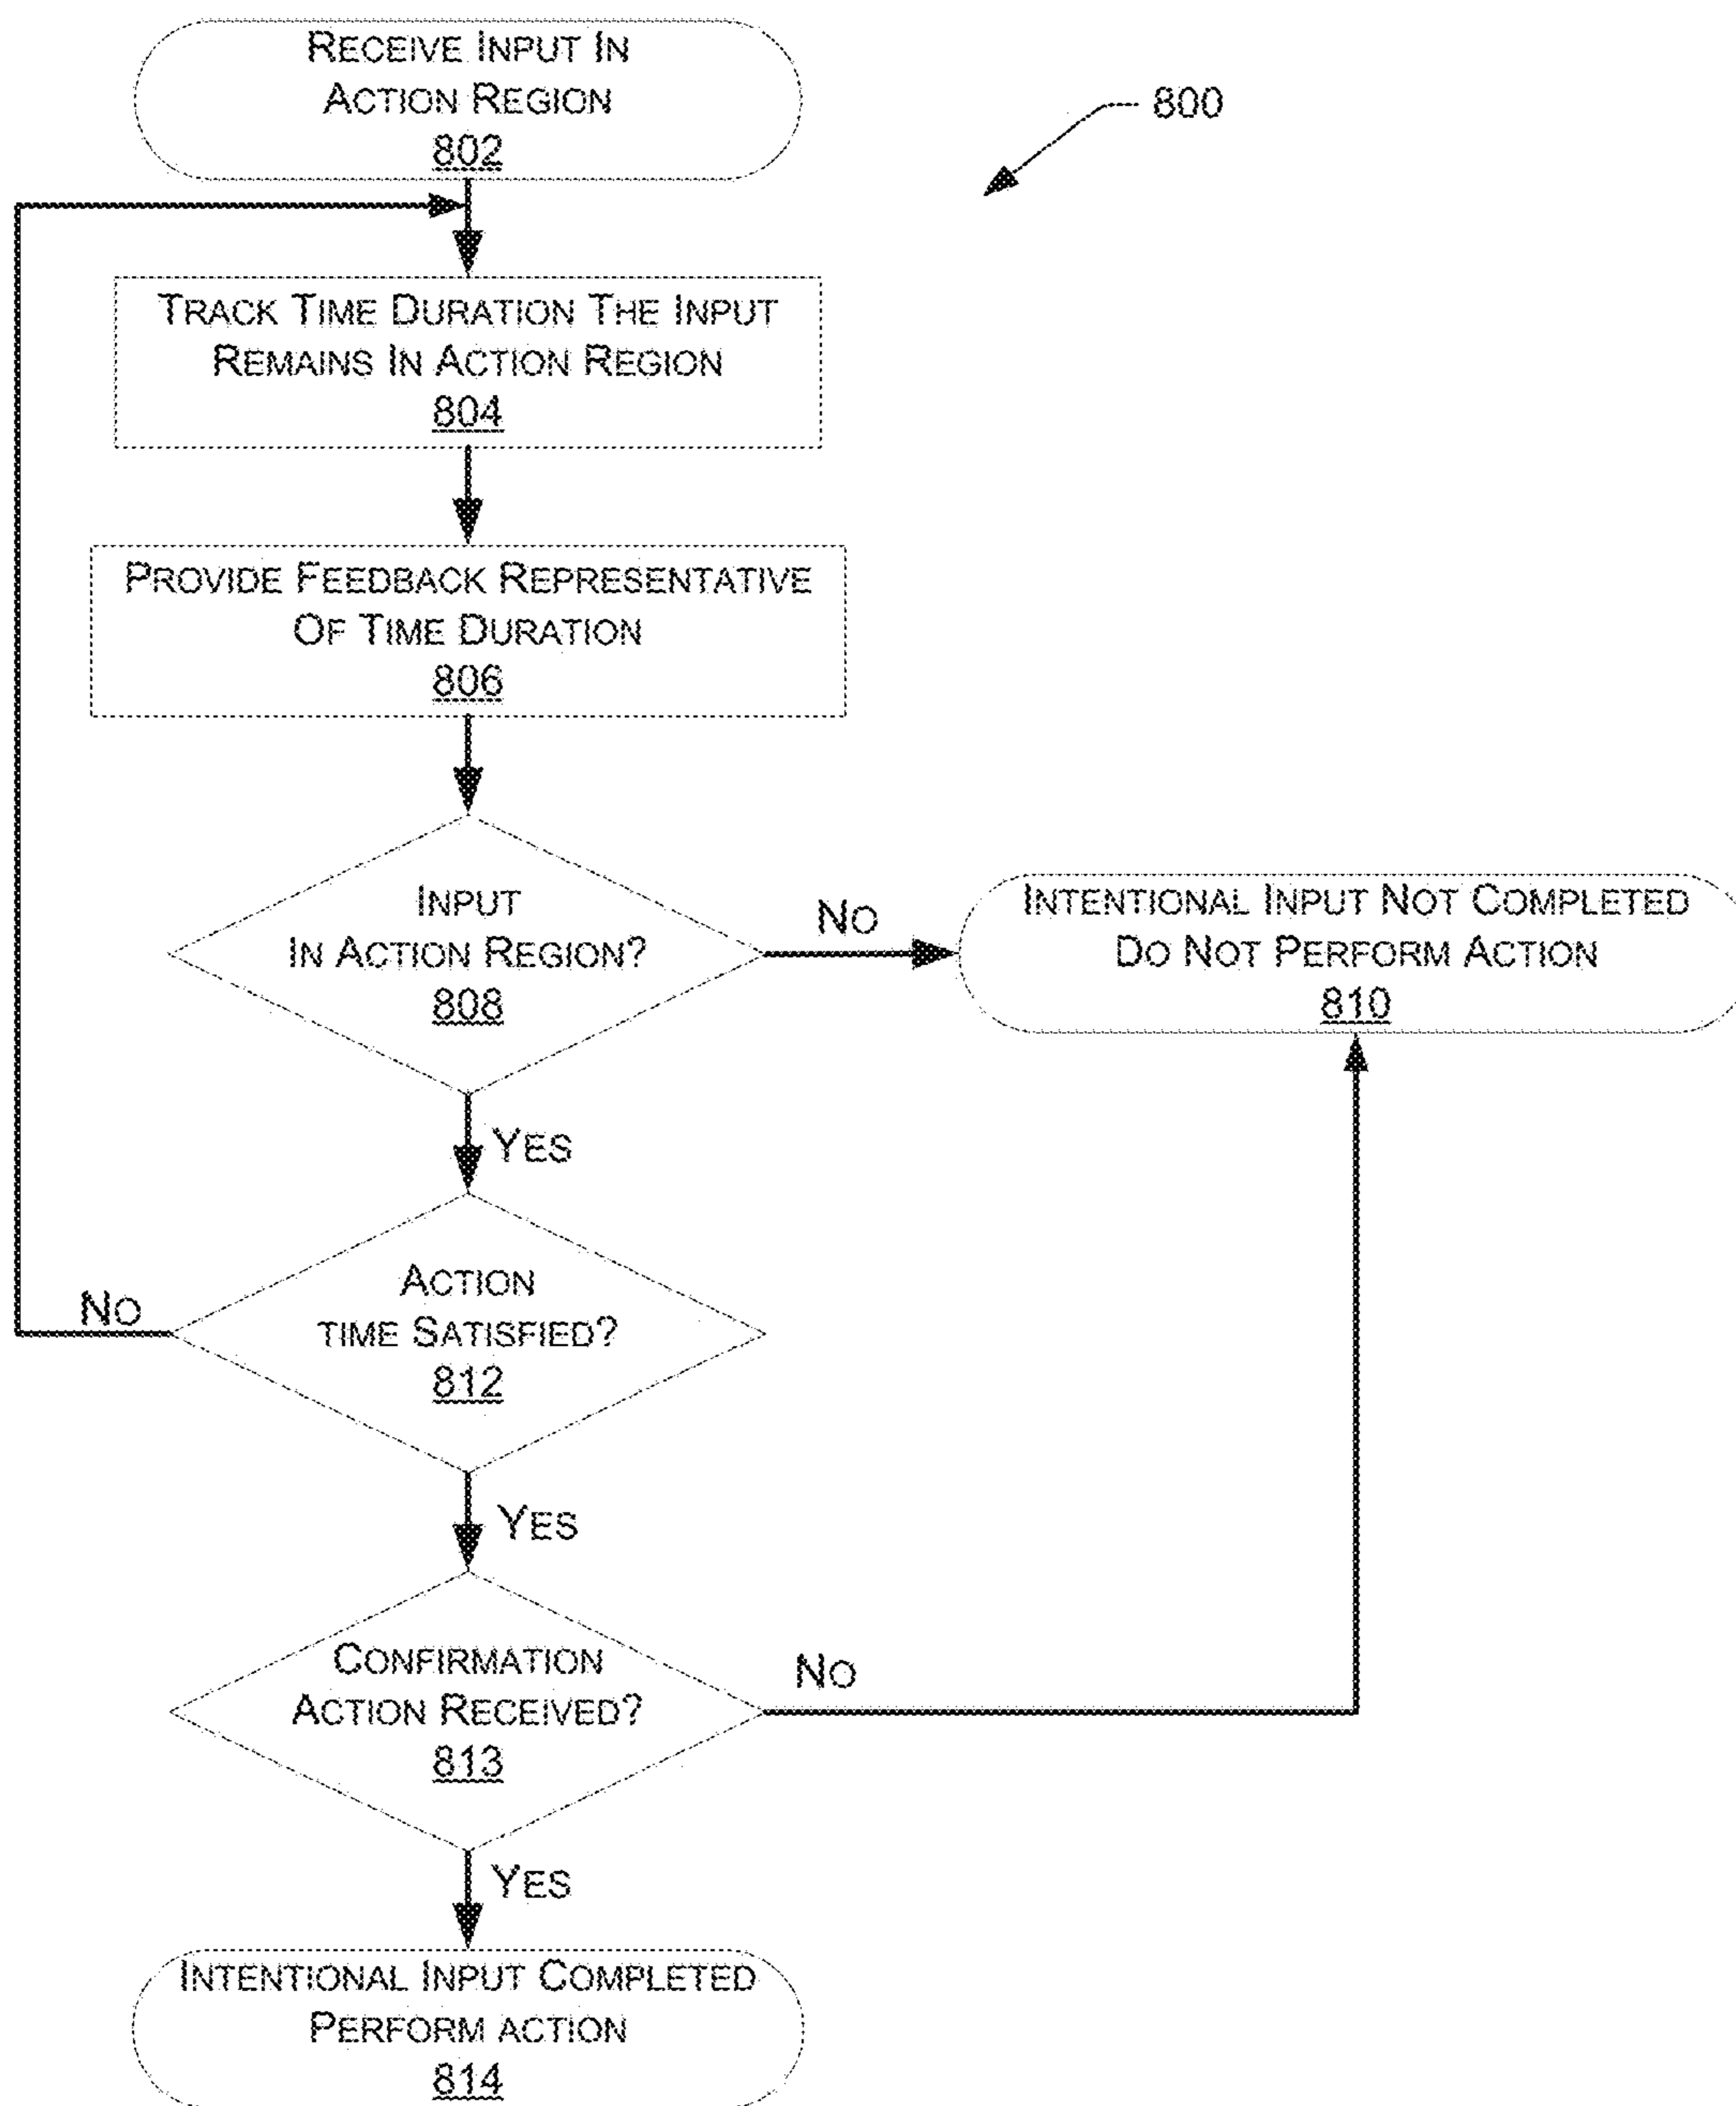 RECEIVE INPUT IN
ACTION REGION
802
800
TRACK TIME DURATION THE INPUT
REMAINS IN ACTION REGION
804
PROVIDE FEEDBACK REPRESENTATIVE
OF TIME DURATION
806
INPUT
IN ACTION REGION?
808
NO
INTENTIONAL INPUT NOT COMPLETED
DO NOT PERFORM ACTION
810
YES
ACTION
TIME SATISFIED?
812
NO
YES
CONFIRMATION
ACTION RECEIVED?
813
NO
YES
INTENTIONAL INPUT COMPLETED
PERFORM ACTION
814